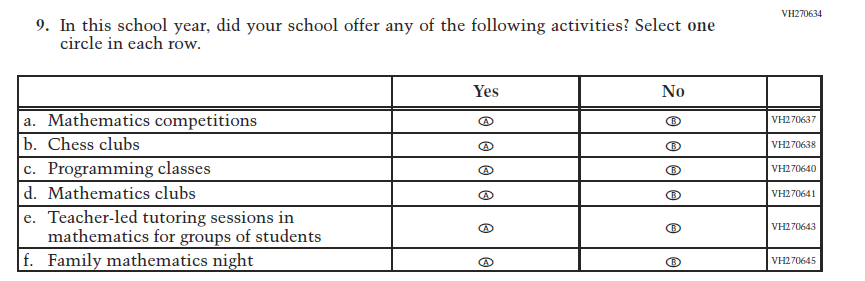 VH270634
9. In this school year, did your school offer any of the following activities? Select one
circle in each row.
Yes No
a. Mathematics competitions A B VH270637
b. Chess clubs A B VH270638
c. Programming classes A B VH270640
d. Mathematics clubs A B VH270641
e. Teacher-led tutoring sessions in
mathematics for groups of students A B VH270643
f. Family mathematics night A B VH270645